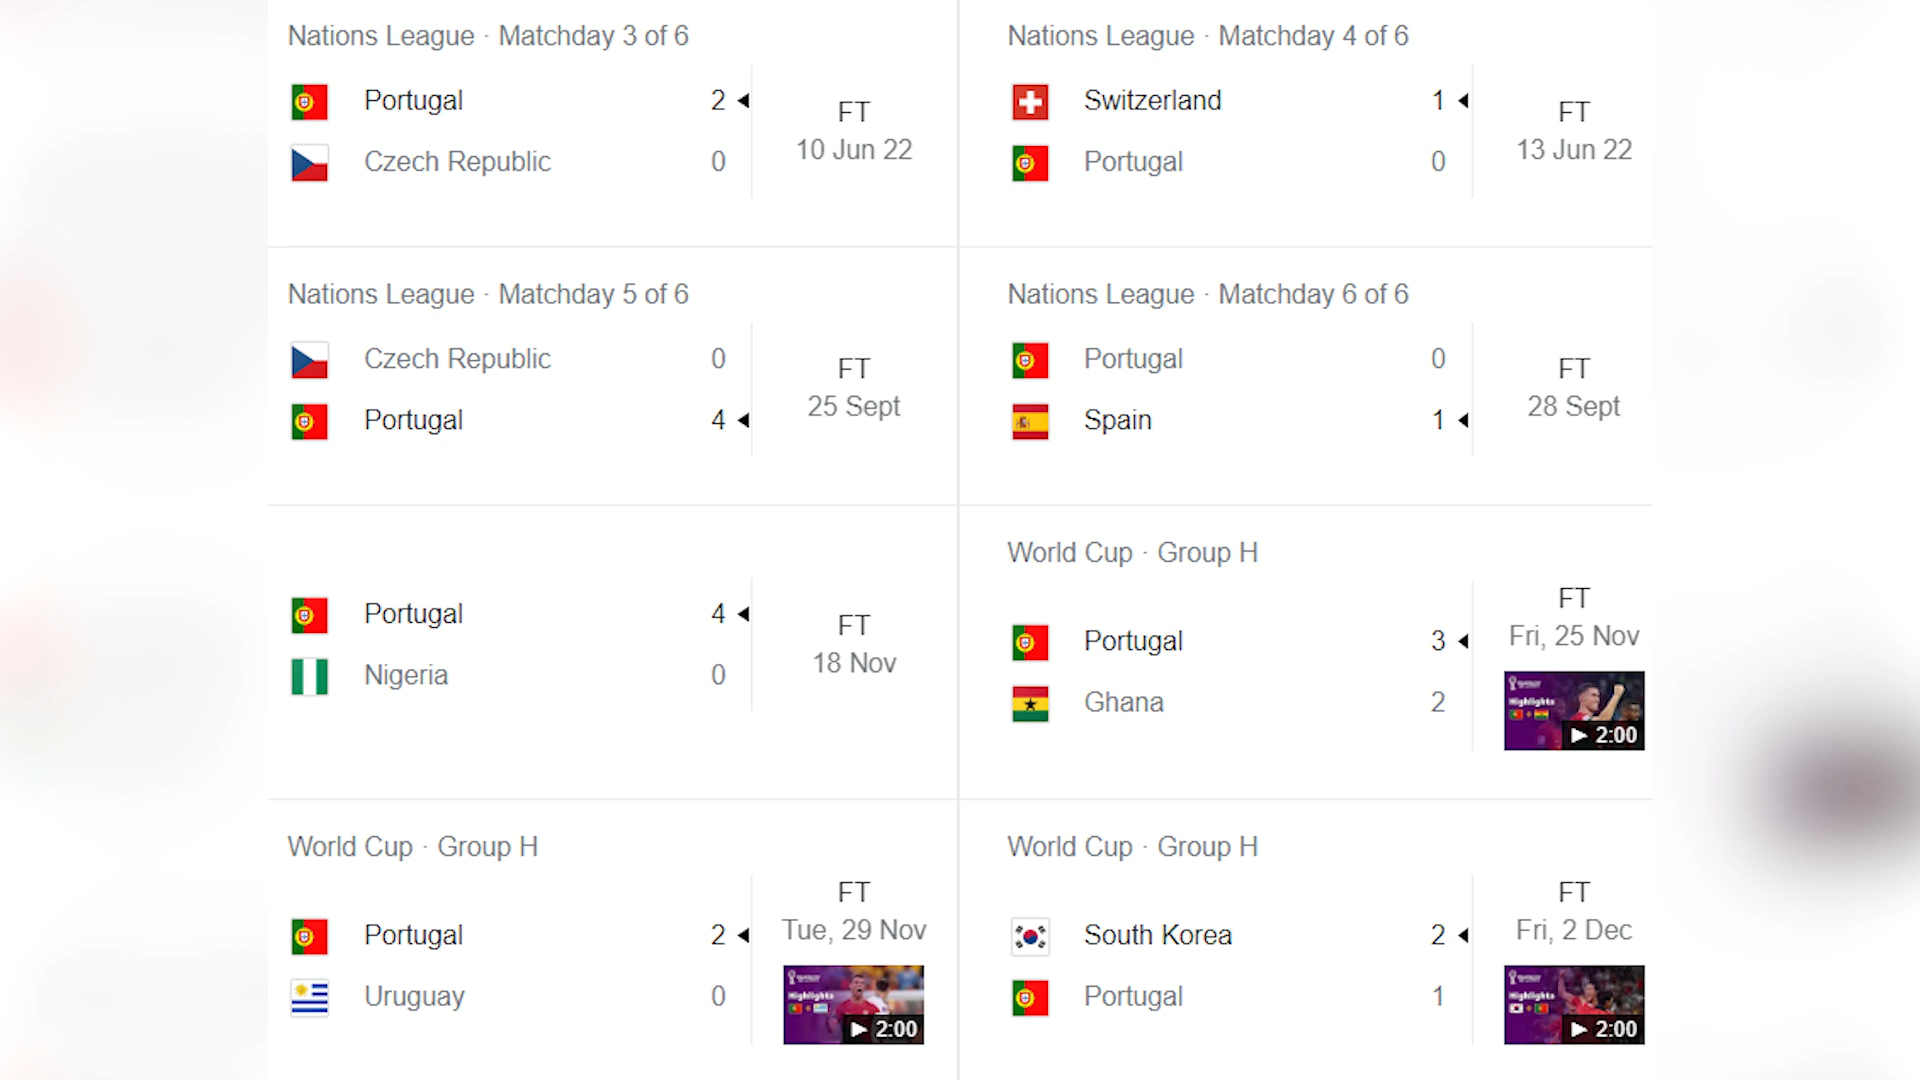 Nations League · Matchday 3 of 6
Portugal 2
Czech Republic 0
FT
10 Jun 22
Nations League · Matchday 4 of 6
Switzerland 1
Portugal 0
FT
13 Jun 22
Nations League · Matchday 5 of 6
Czech Republic 0
Portugal 4
FT
25 Sept
Nations League · Matchday 6 of 6
Portugal 0
Spain 1
FT
28 Sept
Portugal 4
Nigeria 0
FT
18 Nov
World Cup · Group H
Portugal 3
Ghana 2
FT
Fri, 25 Nov
Highlights
2:00
World Cup · Group H
Portugal 2
Uruguay 0
FT
Tue, 29 Nov
Highlights
2:00
World Cup · Group H
South Korea 2
Portugal 1
FT
Fri, 2 Dec
Highlights
2:00